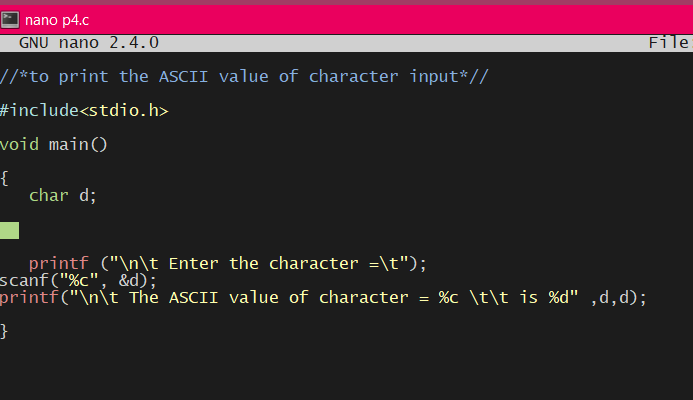 nano p4.c
GNU nano 2.4.0 File
//*to print the ASCII value of character input*//
#include<stdio.h>
void main()
{
char d;
printf ("\n\t Enter the character =\t");
scanf("%c", &d);
printf("\n\t The ASCII value of character = %c \t\t is %d" ,d,d);
}